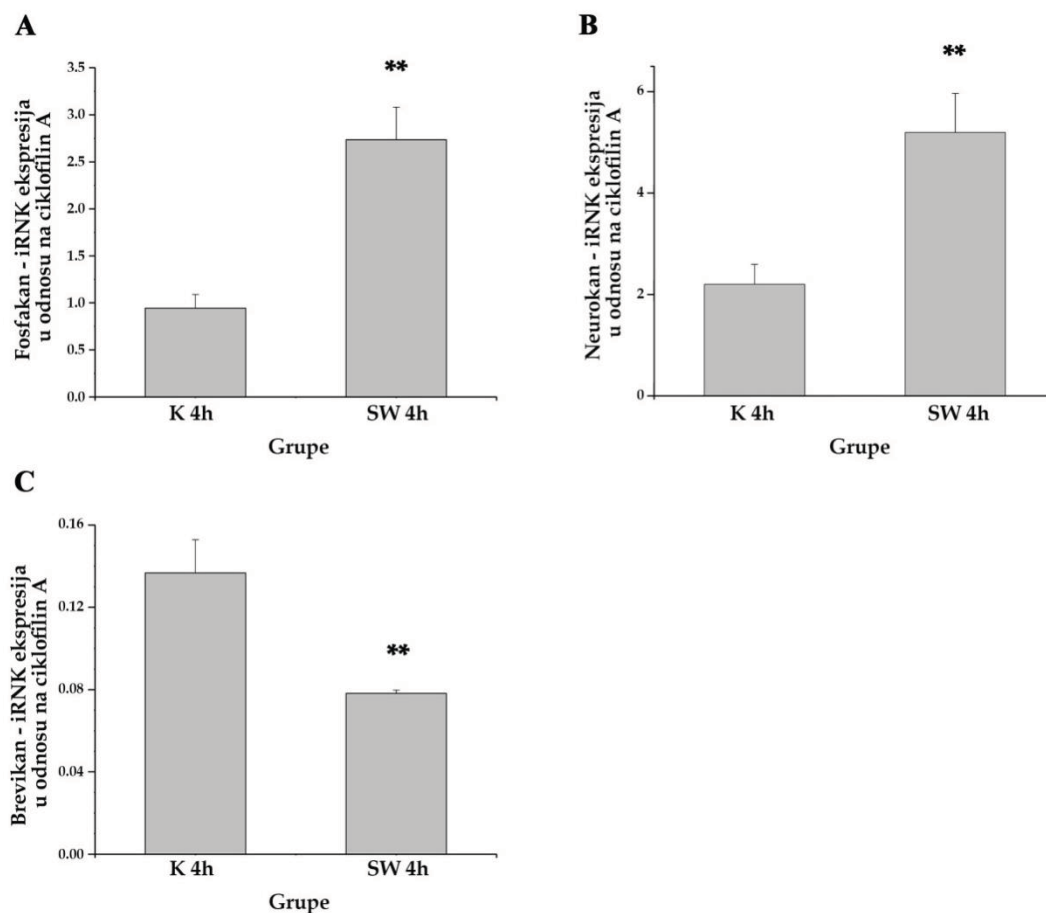 A
Fosfakan - iRNK ekspresija
u odnosu na ciklofilin A
3.5
3.0
2.5
2.0
1.5
1.0
0.5
0.0
**
K 4h
SW 4h
Grupe
B
Neurokan - iRNK ekspresija
u odnosu na ciklofilin A
6
4
2
0
**
K 4h
SW 4h
Grupe
C
Brevikan - iRNK ekspresija
u odnosu na ciklofilin A
0.16
0.12
0.08
0.04
0.00
**
K 4h
SW 4h
Grupe